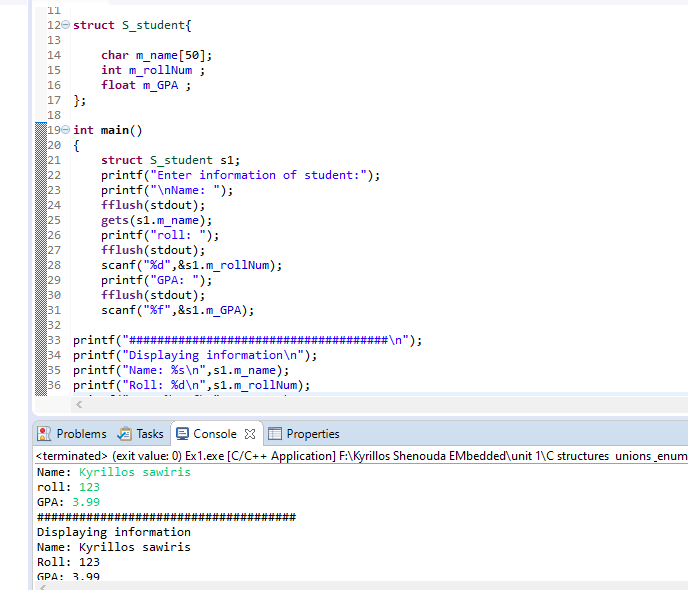 11
12 struct S_student{
13
14 char m_name[50];
15 int m_rollNum ;
16 float m_GPA ;
17 };
18
19 int main()
20 {
21 struct S_student s1;
22 printf("Enter information of student:");
23 printf("\nName: ");
24 fflush(stdout);
25 gets(s1.m_name);
26 printf("roll: ");
27 fflush(stdout);
28 scanf("%d",&s1.m_rollNum);
29 printf("GPA: ");
30 fflush(stdout);
31 scanf("%f",&s1.m_GPA);
32
33 printf("#####################################\n");
34 printf("Displaying information\n");
35 printf("Name: %s\n",s1.m_name);
36 printf("Roll: %d\n",s1.m_rollNum);
Problems Tasks Console Properties
<terminated> (exit value: 0) Ex1.exe [C/C++ Application] F:\Kyrillos Shenouda EMbedded\unit 1\C structures unions _enum
Name: Kyrillos sawiris
roll: 123
GPA: 3.99
#####################################
Displaying information
Name: Kyrillos sawiris
Roll: 123
GPA: 3.99